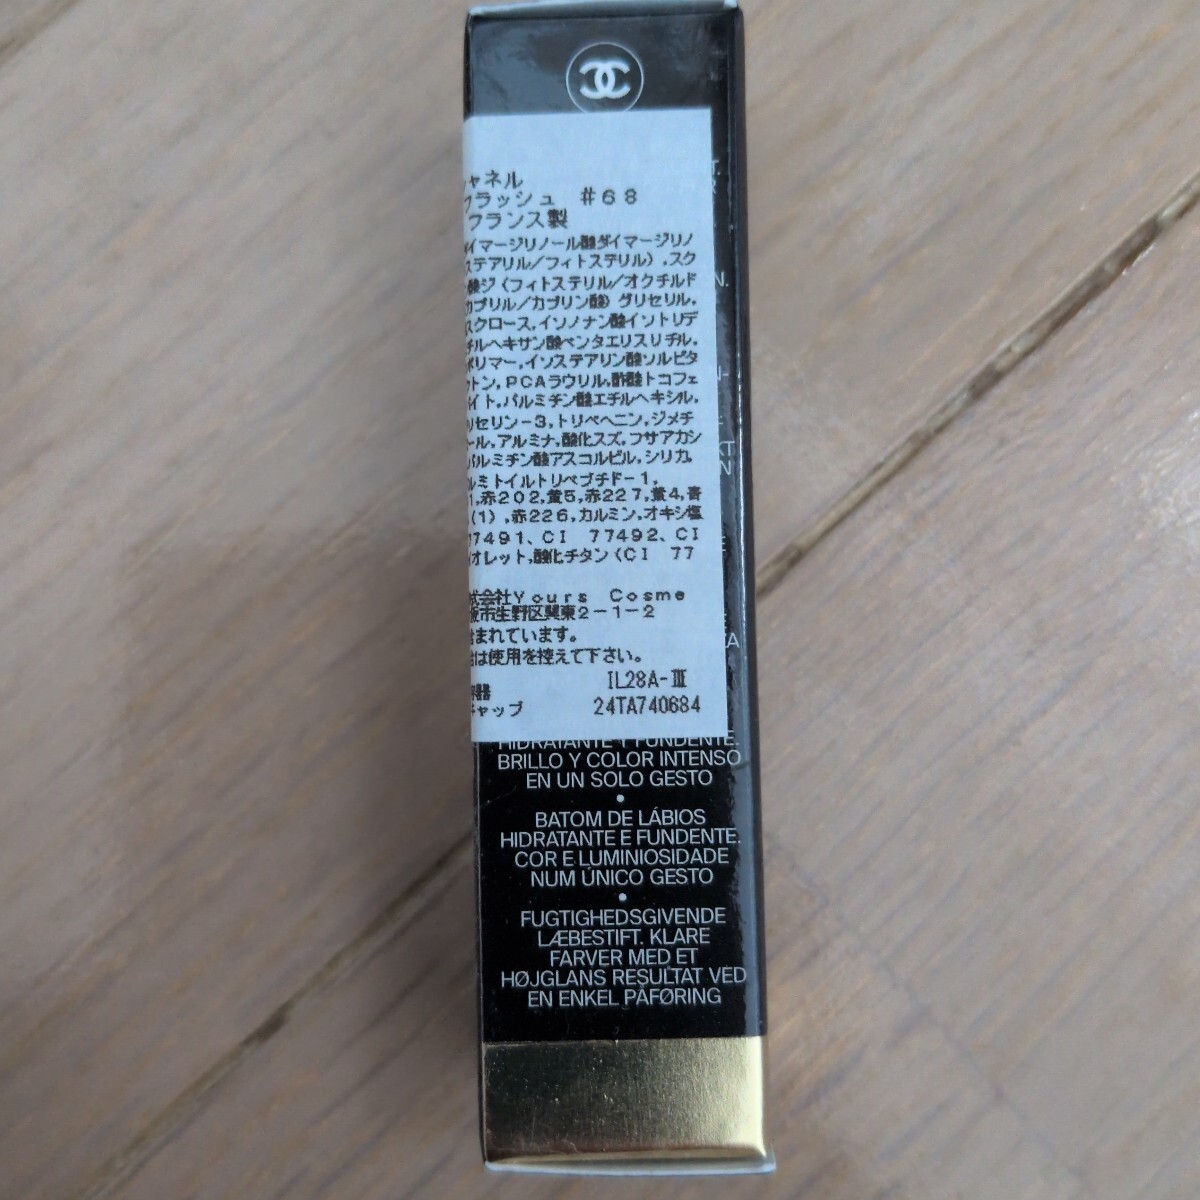 ャネル
フラッシュ #68
フランス製
イマージリノール酸ダイマージリノ
ステアリル/フィトステリル),スク
酸ジ(フィトステリル/オクチルド
カプリル/カプリン酸)グリセリル,
スクロース,イソノナン酸イソトリデ
チルヘキサン酸ペンタエリスリチル,
ポリマー,イソステアリン酸ソルビタ
トン,PCAラウリル,酢酸トコフェ
イト,パルミチン酸エチルヘキシル,
リセリン-3,トリベヘニン,ジメチ
ール,アルミナ,酸化スズ,フサアカシ
パルミチン酸アスコルビル,シリカ,
ルミトイルトリペプチド-1,
1,赤202,黄5,赤227,黄4,青
(1),赤226,カルミン,オキシ塩
77491、CI 77492、CI
イオレット,酸化チタン(CI 77
式会社Yours Cosme
阪市生野区巽東2-1-2
含まれています。
合は使用を控えて下さい。
容器 IL28A-Ⅲ
キャップ 24TA740684
HIDRATANTE Y FUNDENTE.
BRILLO Y COLOR INTENSO
EN UN SOLO GESTO
•
BATOM DE LÁBIOS
HIDRATANTE E FUNDENTE.
COR E LUMINIOSIDADE
NUM ÚNICO GESTO
•
FUGTIGHEDSGIVENDE
LÆBESTIFT. KLARE
FARVER MED ET
HØJGLANS RESULTAT VED
EN ENKEL PÅFØRING